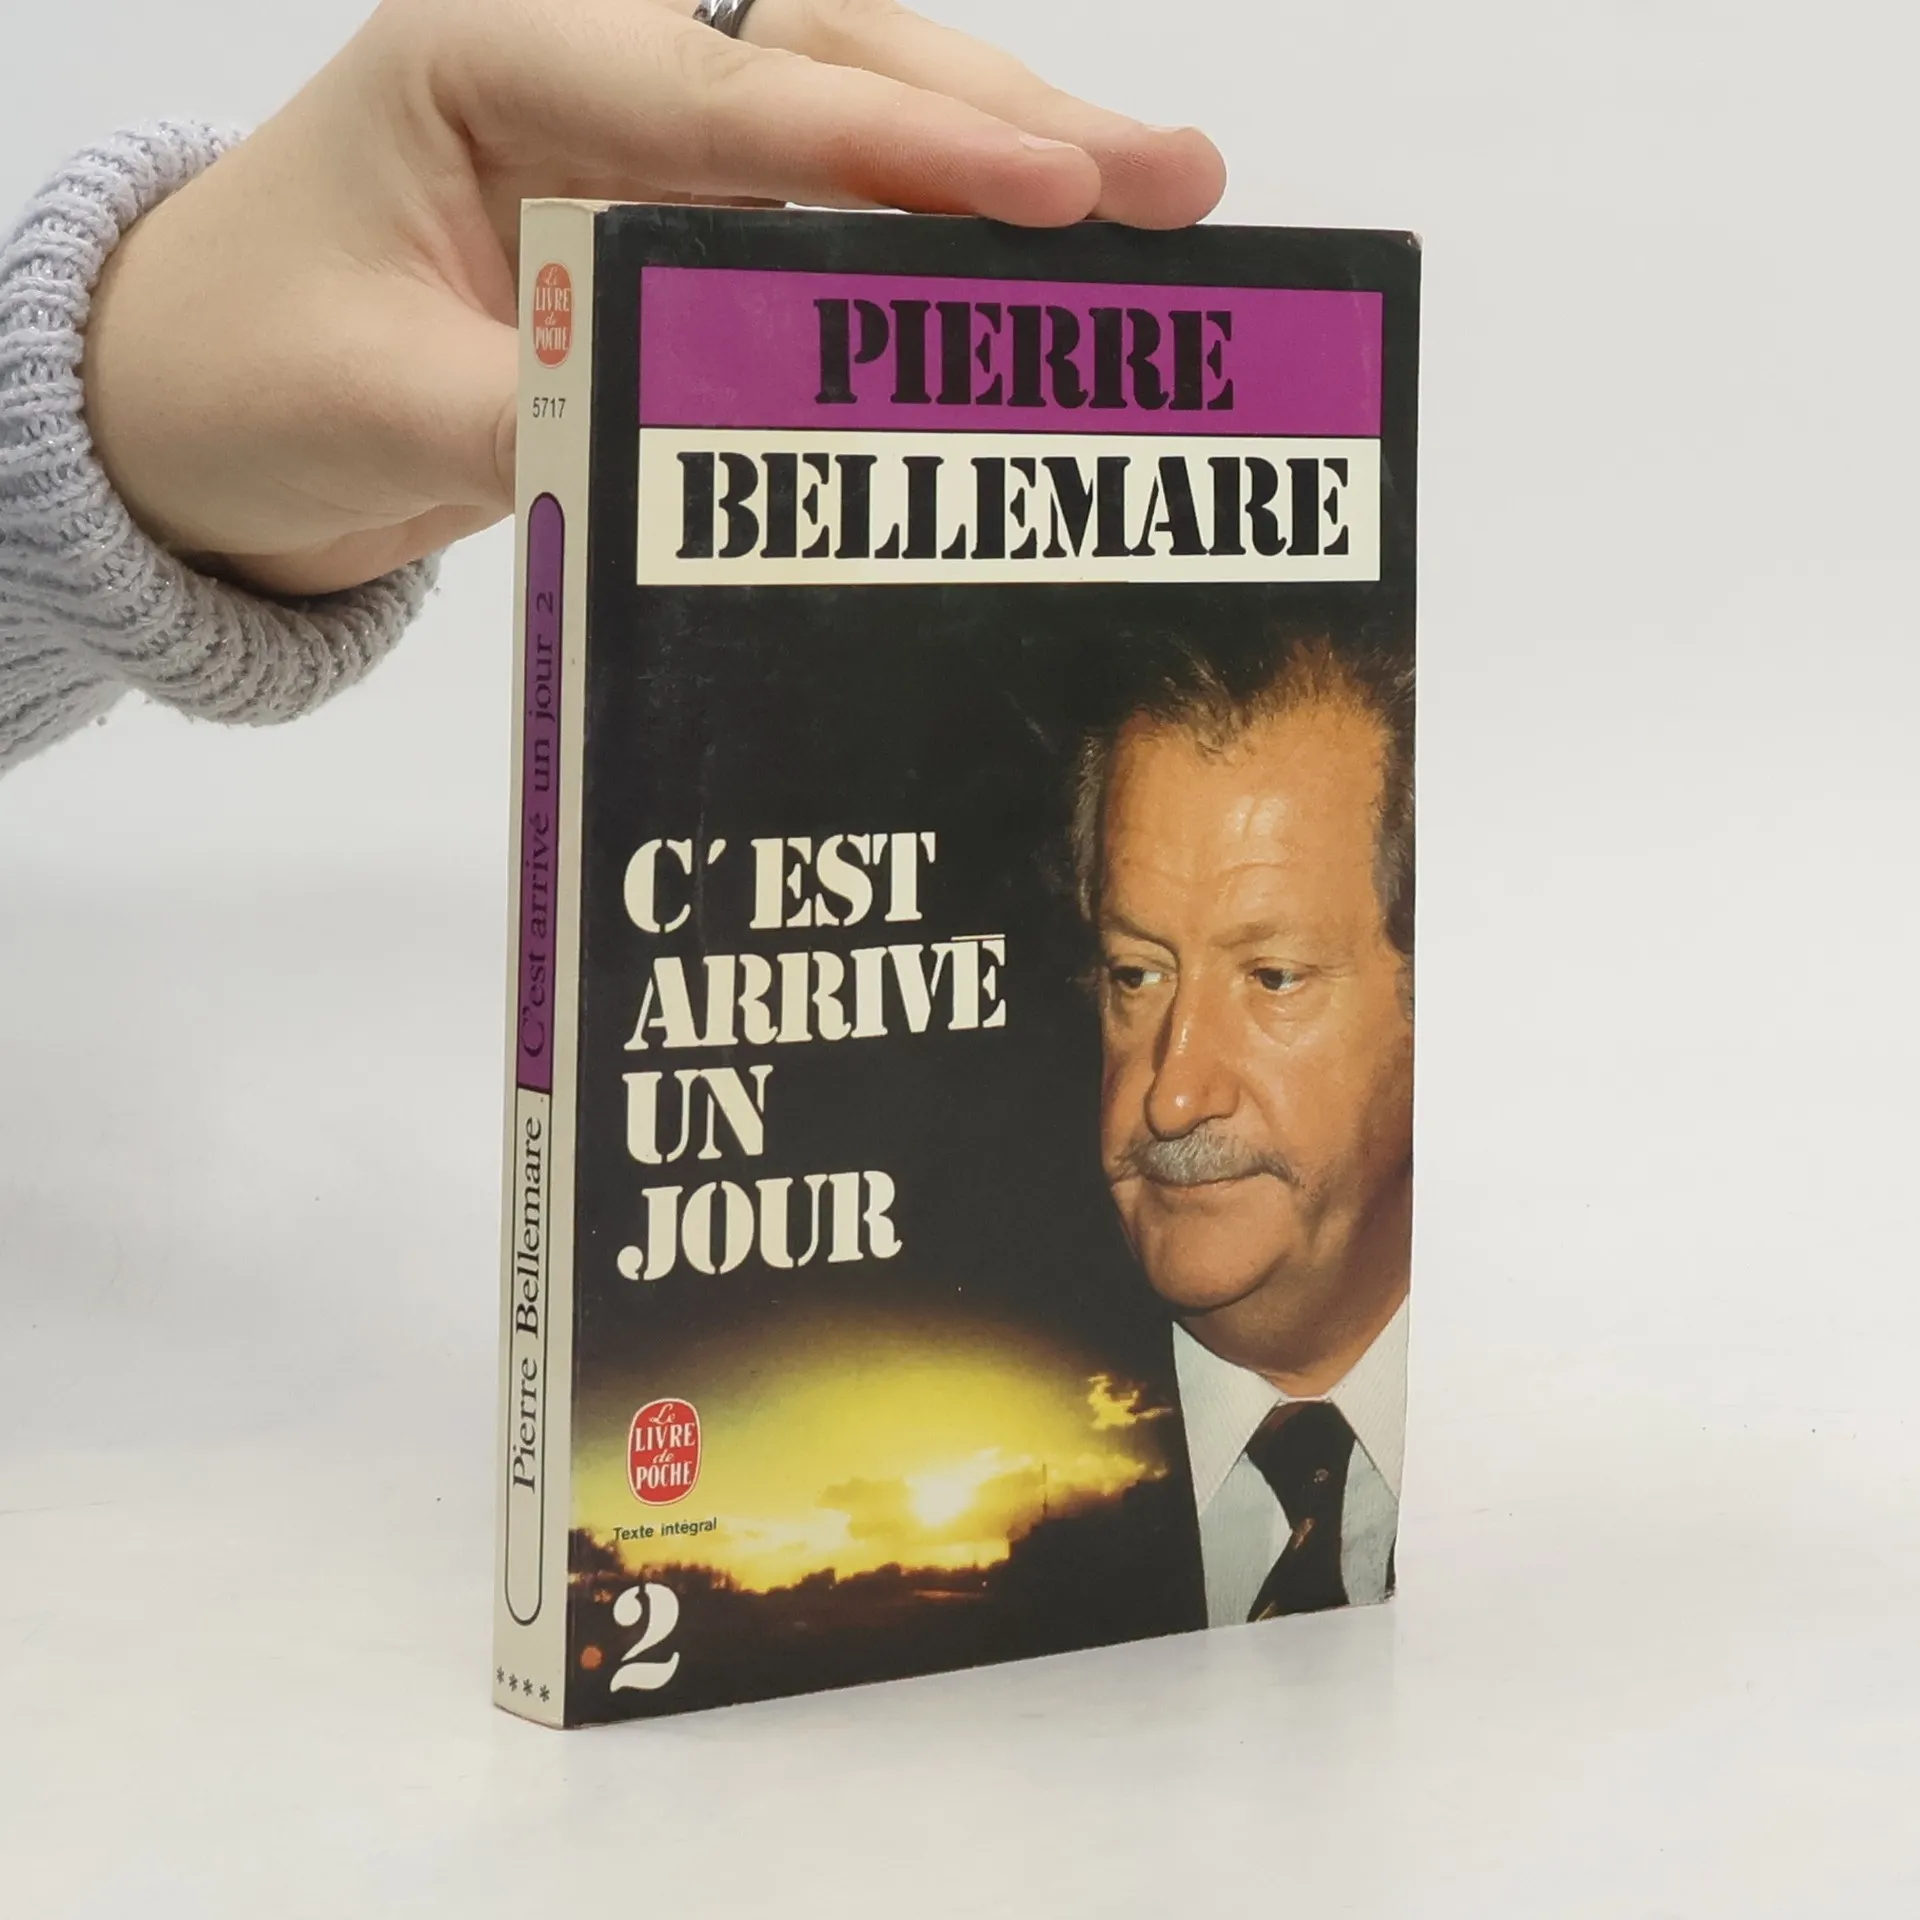 Le
LIVRE
de
POCHE
5717
Pierre Bellemare C'est arrivé un jour 2
****
PIERRE
BELLEMARE
C'EST
ARRIVÉ
UN
JOUR
Le
LIVRE
de
POCHE
Texte intégral
2